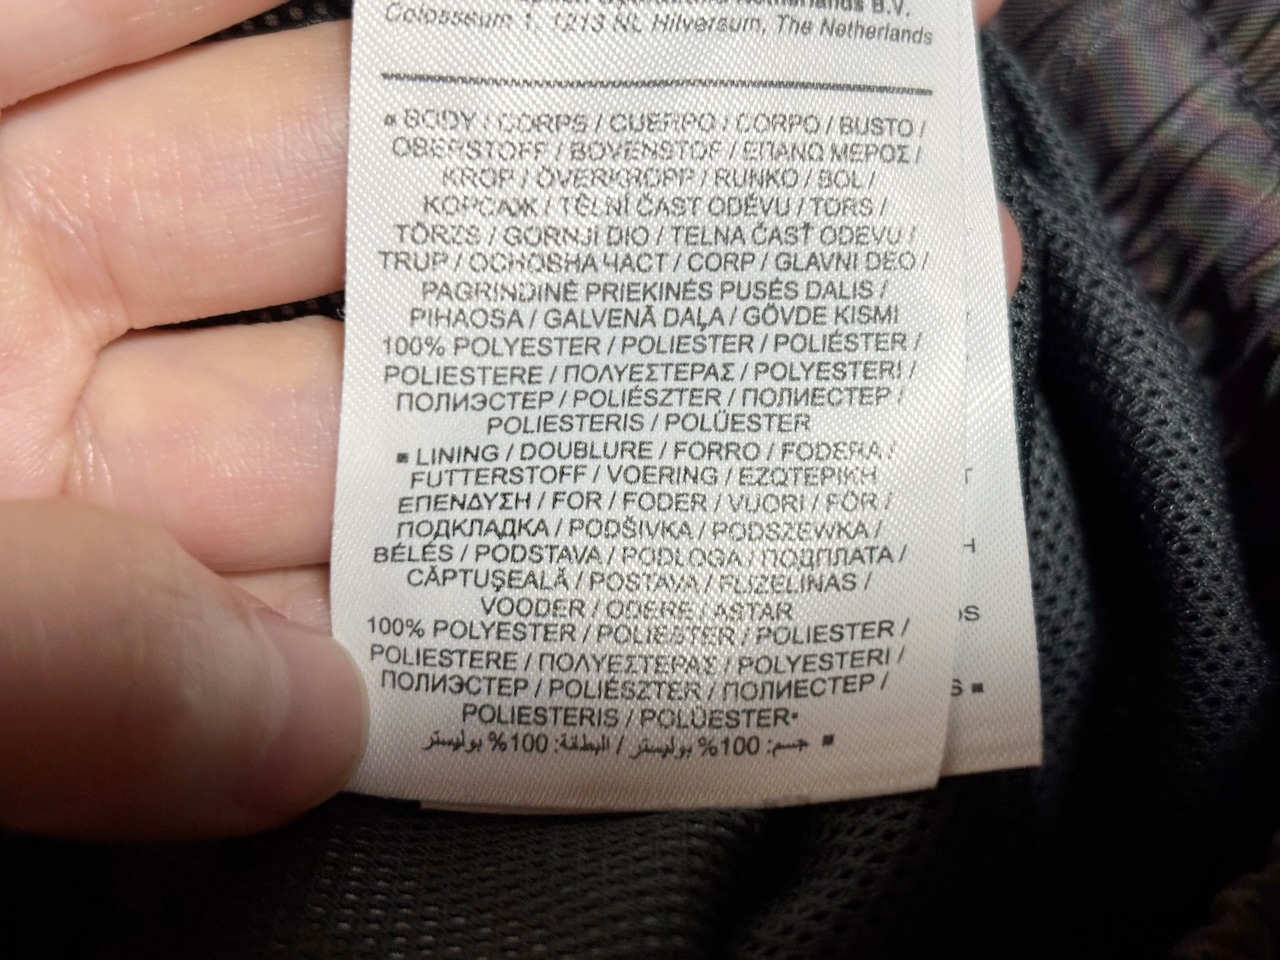 Netherlands B.V.
Colosseum 1, 1213 NL Hilversum, The Netherlands
▪ BODY / CORPS / CUERPO / CORPO / BUSTO /
OBERSTOFF / BOVENSTOF / ΕΠΑΝΩ ΜΕΡΟΣ /
KROP / ÖVERKROPP / RUNKO / BOL /
КОРСАЖ / TĚLNÍ ČÁST ODĚVU / TORS /
TÖRZS / GORNJI DIO / TELNA ČASŤ ODEVU /
TRUP / ОСНОВНА ЧАСТ / CORP / GLAVNI DEO /
PAGRINDINĖ PRIEKINĖS PUSĖS DALIS /
PIHAOSA / GALVENĀ DAĻA / GÖVDE KISMI
100% POLYESTER / POLIESTER / POLIÉSTER /
POLIESTERE / ΠΟΛΥΕΣΤΕΡΑΣ / POLYESTERI /
ПОЛИЭСТЕР / POLIÉSZTER / ПОЛИЕСТЕР /
POLIESTERIS / POLÜESTER
▪ LINING / DOUBLURE / FORRO / FODERA /
FUTTERSTOFF / VOERING / ΕΖΩΤΕΡΙΚΗ
ΕΠΕΝΔΥΣΗ / FOR / FODER / VUORI / FÔR /
ПОДКЛАДКА / PODŠÍVKA / PODSZEWKA /
BÉLÉS / PODSTAVA / PODLOGA / ПОДПЛАТА /
CĂPTUŞEALĂ / POSTAVA / FLIZELINAS /
VOODER / ODERE / ASTAR
100% POLYESTER / POLIESTER / POLIÉSTER /
POLIESTERE / ΠΟΛΥΕΣΤΕΡΑΣ / POLYESTERI /
ПОЛИЭСТЕР / POLIÉSZTER / ПОЛИЕСТЕР /
POLIESTERIS / POLÜESTER•
▪ جسم: 100% بوليستر / البطانة: 100% بوليستر